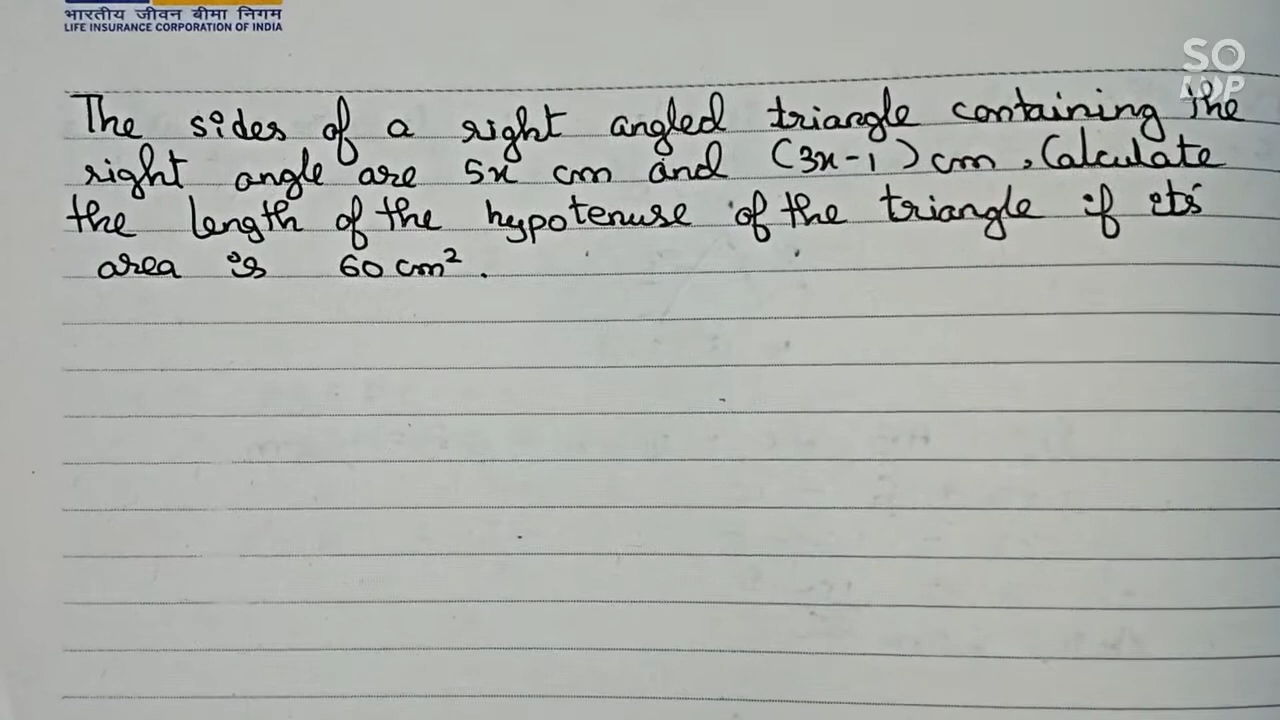 भारतीय जीवन बीमा निगम
LIFE INSURANCE CORPORATION OF INDIA
The sides of a right angled triangle containing the
right angle are 5x cm and (3x-1) cm, Calculate
the length of the hypotenuse of the triangle if its
area is 60 cm².